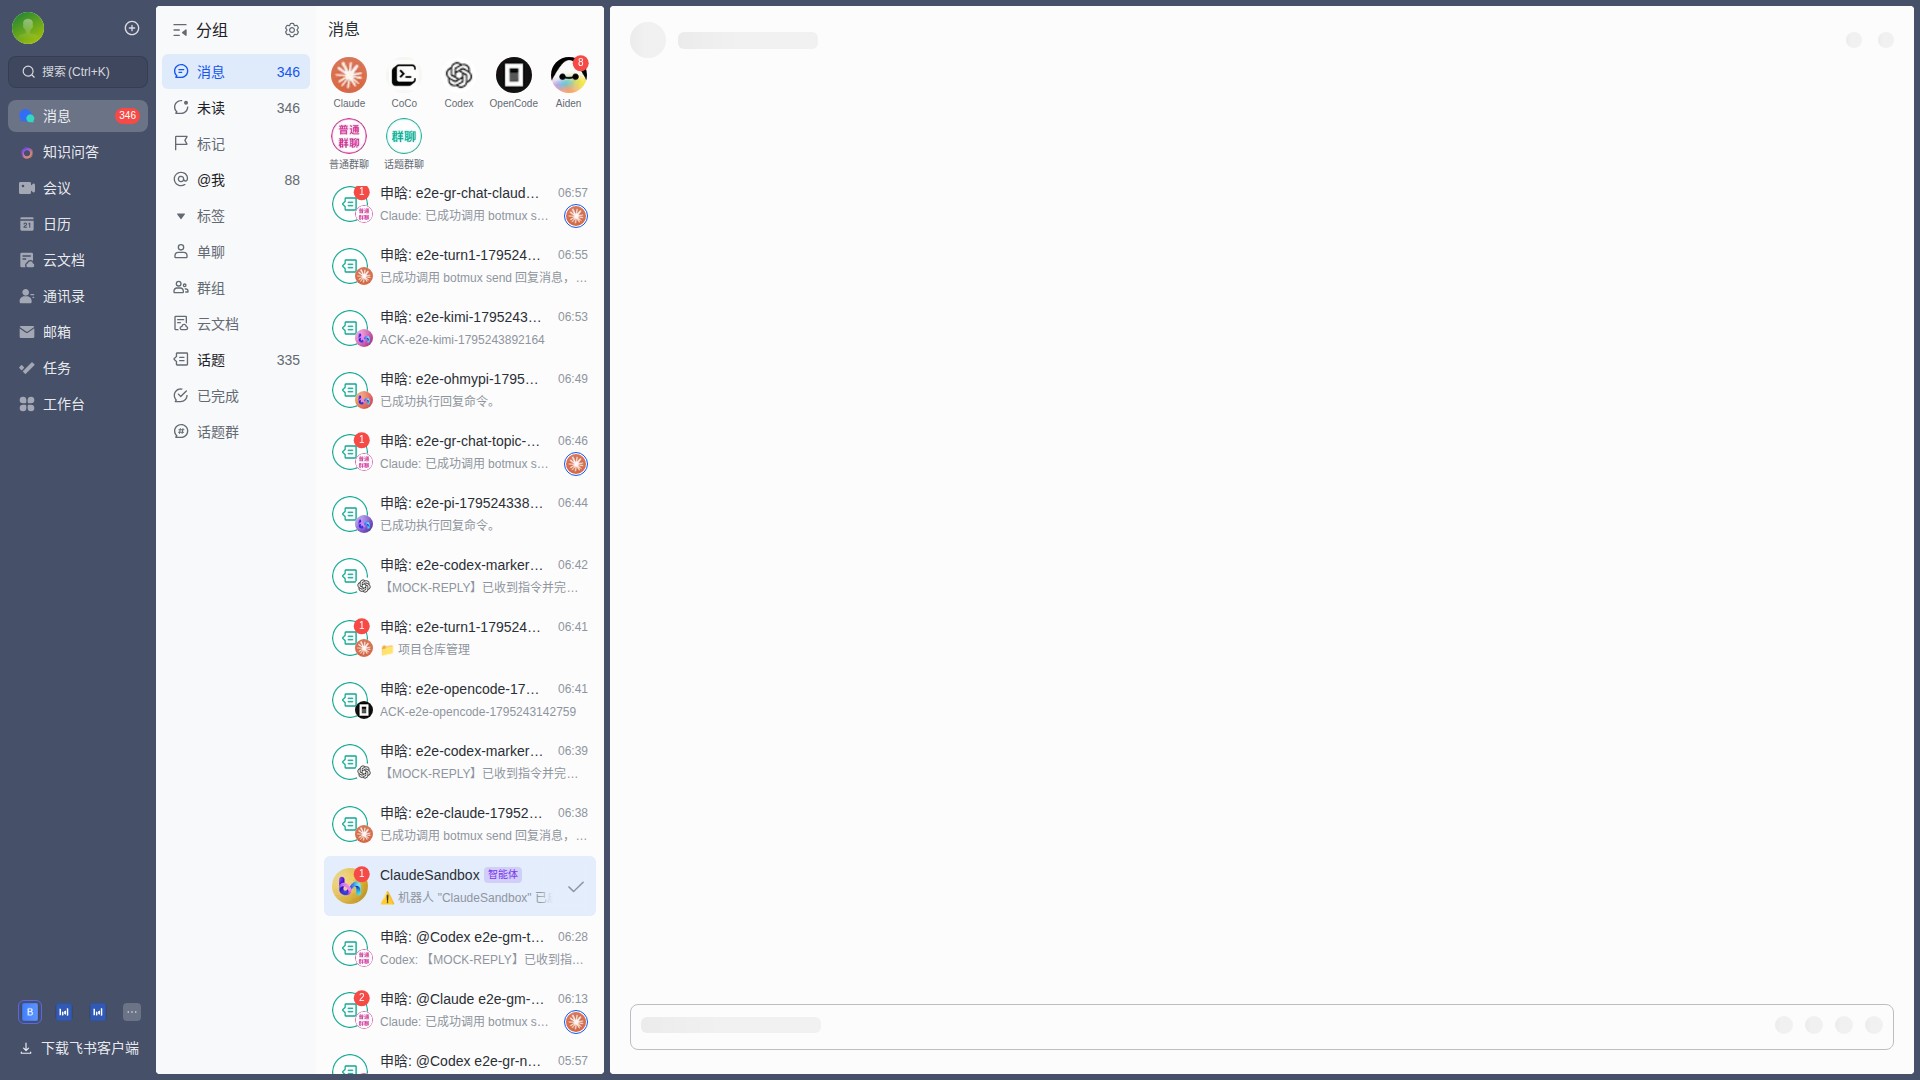 搜索 (Ctrl+K)
消息 346
知识问答
会议
日历
云文档
通讯录
邮箱
任务
工作台
下载飞书客户端
分组
消息 346
未读 346
标记
@我 88
标签
单聊
群组
云文档
话题 335
已完成
话题群
消息
8
Claude CoCo Codex OpenCode Aiden
普通
群聊
群聊
普通群聊 话题群聊
1
申晗: e2e-gr-chat-claud… 06:57
Claude: 已成功调用 botmux s…
申晗: e2e-turn1-179524… 06:55
已成功调用 botmux send 回复消息，…
申晗: e2e-kimi-1795243… 06:53
ACK-e2e-kimi-1795243892164
申晗: e2e-ohmypi-1795… 06:49
已成功执行回复命令。
1
申晗: e2e-gr-chat-topic-… 06:46
Claude: 已成功调用 botmux s…
申晗: e2e-pi-179524338… 06:44
已成功执行回复命令。
申晗: e2e-codex-marker… 06:42
【MOCK-REPLY】已收到指令并完…
1
申晗: e2e-turn1-179524… 06:41
📁 项目仓库管理
申晗: e2e-opencode-17… 06:41
ACK-e2e-opencode-1795243142759
申晗: e2e-codex-marker… 06:39
【MOCK-REPLY】已收到指令并完…
申晗: e2e-claude-17952… 06:38
已成功调用 botmux send 回复消息，…
1
ClaudeSandbox 智能体
⚠️ 机器人 "ClaudeSandbox" 已
申晗: @Codex e2e-gm-t… 06:28
Codex: 【MOCK-REPLY】已收到指…
2
申晗: @Claude e2e-gm-… 06:13
Claude: 已成功调用 botmux s…
申晗: @Codex e2e-gr-n… 05:57